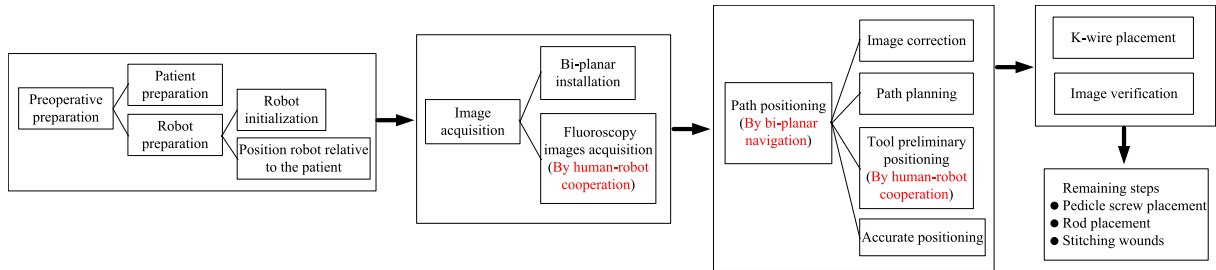 Preoperative
preparation
Patient
preparation
Robot
preparation
Robot
initialization
Position robot relative
to the patient
Image
acquisition
Bi-planar
installation
Fluoroscopy
images acquisition
(By human-robot
cooperation)
Path positioning
(By bi-planar
navigation)
Image correction
Path planning
Tool preliminary
positioning
(By human-robot
cooperation)
Accurate positioning
K-wire placement
Image verification
Remaining steps
● Pedicle screw placement
● Rod placement
● Stitching wounds